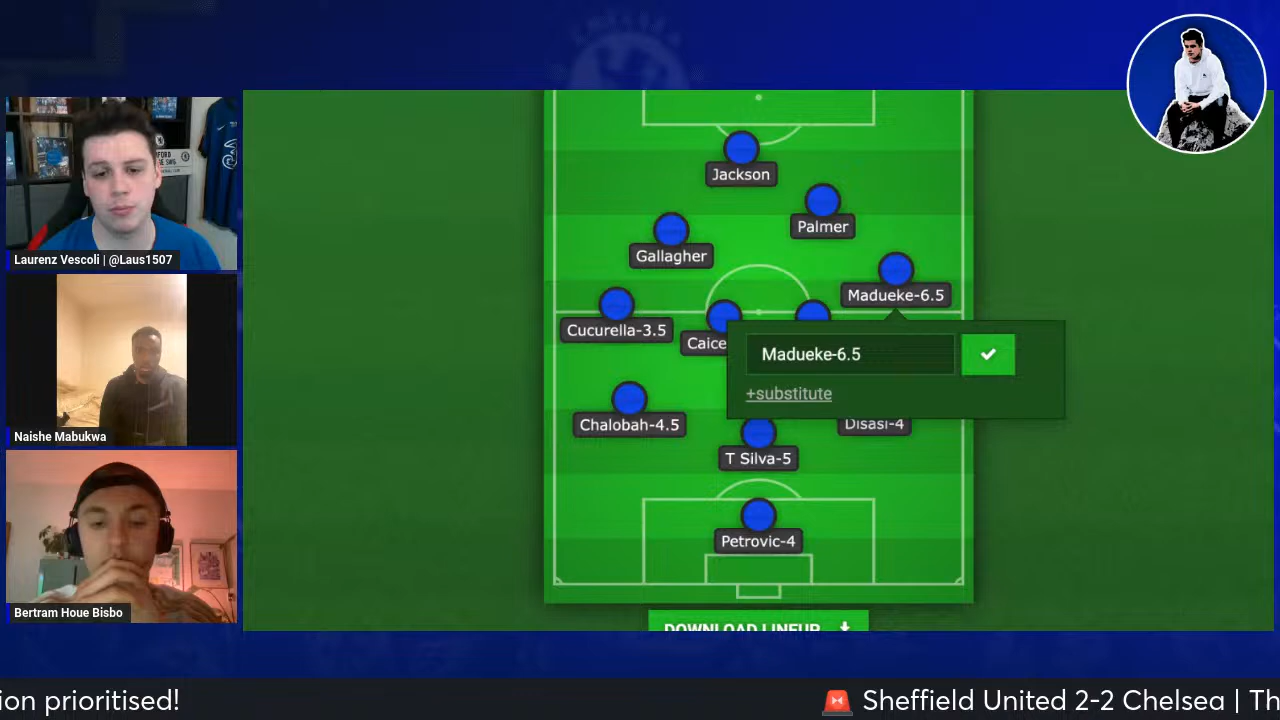 Laurenz Vescoli | @Laus1507
Naishe Mabukwa
Bertram Houe Bisbo
Jackson
Palmer
Gallagher
Madueke-6.5
Cucurella-3.5
Caice
Madueke-6.5
+substitute
Chalobah-4.5
Disasi-4
T Silva-5
Petrovic-4
DOWNLOAD LINEUP
ion prioritised!
Sheffield United 2-2 Chelsea | Th